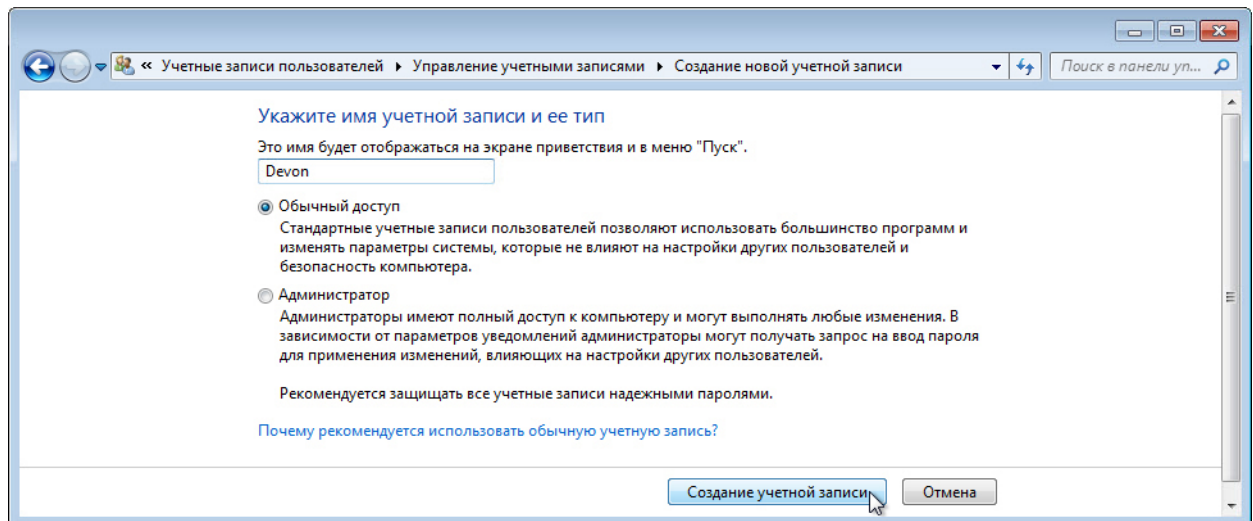 « Учетные записи пользователей ▸ Управление учетными записями ▸ Создание новой учетной записи
Поиск в панели уп...
Укажите имя учетной записи и ее тип
Это имя будет отображаться на экране приветствия и в меню "Пуск".
Devon
Обычный доступ
Стандартные учетные записи пользователей позволяют использовать большинство программ и
изменять параметры системы, которые не влияют на настройки других пользователей и
безопасность компьютера.
Администратор
Администраторы имеют полный доступ к компьютеру и могут выполнять любые изменения. В
зависимости от параметров уведомлений администраторы могут получать запрос на ввод пароля
для применения изменений, влияющих на настройки других пользователей.
Рекомендуется защищать все учетные записи надежными паролями.
Почему рекомендуется использовать обычную учетную запись?
Создание учетной записи
Отмена